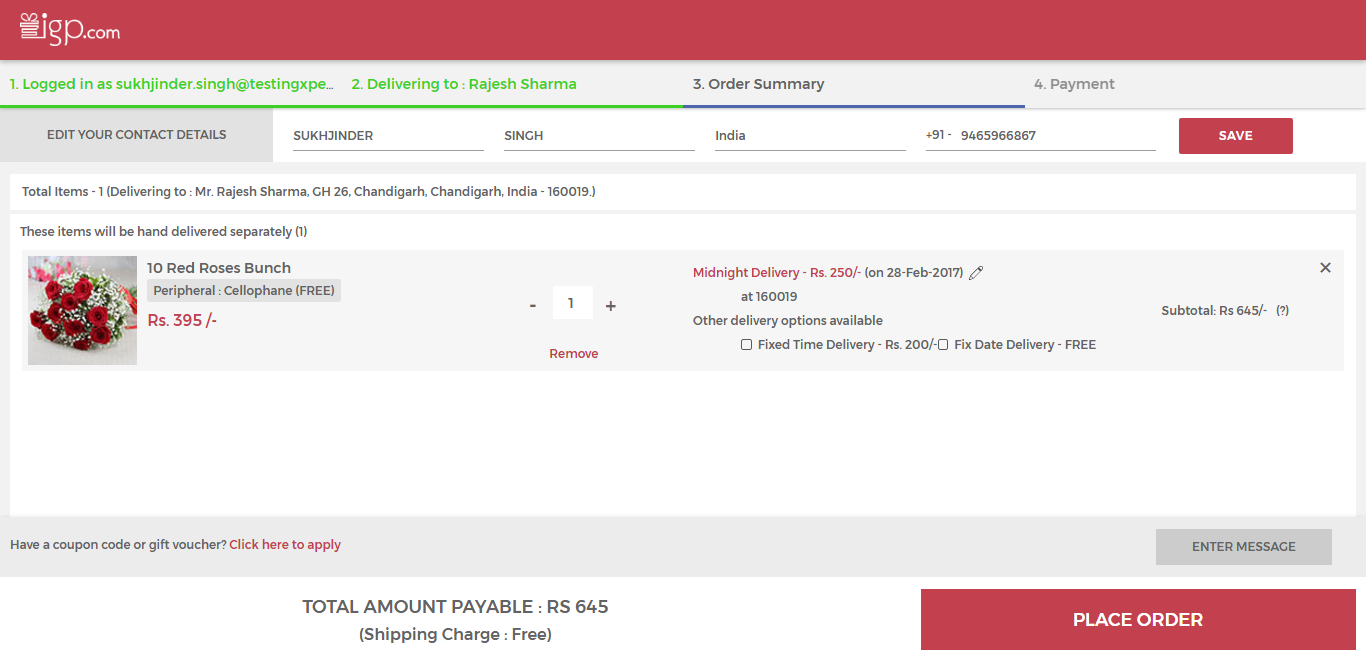 igp.com
1. Logged in as sukhjinder.singh@testingxpe... 2. Delivering to : Rajesh Sharma 3. Order Summary 4. Payment
EDIT YOUR CONTACT DETAILS SUKHJINDER SINGH India +91 - 9465966867 SAVE
Total Items - 1 (Delivering to : Mr. Rajesh Sharma, GH 26, Chandigarh, Chandigarh, India - 160019.)
These items will be hand delivered separately (1)
10 Red Roses Bunch
Peripheral : Cellophane (FREE)
Rs. 395 /-
- 1 +
Remove
Midnight Delivery - Rs. 250/- (on 28-Feb-2017)
at 160019
Other delivery options available
Fixed Time Delivery - Rs. 200/- Fix Date Delivery - FREE
Subtotal: Rs 645/- (?)
Have a coupon code or gift voucher? Click here to apply
ENTER MESSAGE
TOTAL AMOUNT PAYABLE : RS 645
(Shipping Charge : Free)
PLACE ORDER